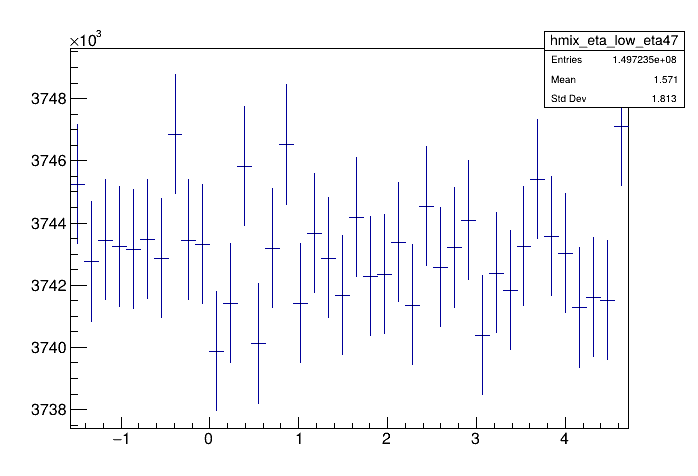 ×10³
hmix_eta_low_eta47
Entries 1.497235e+08
Mean 1.571
Std Dev 1.813
3748
3746
3744
3742
3740
3738
−1 0 1 2 3 4